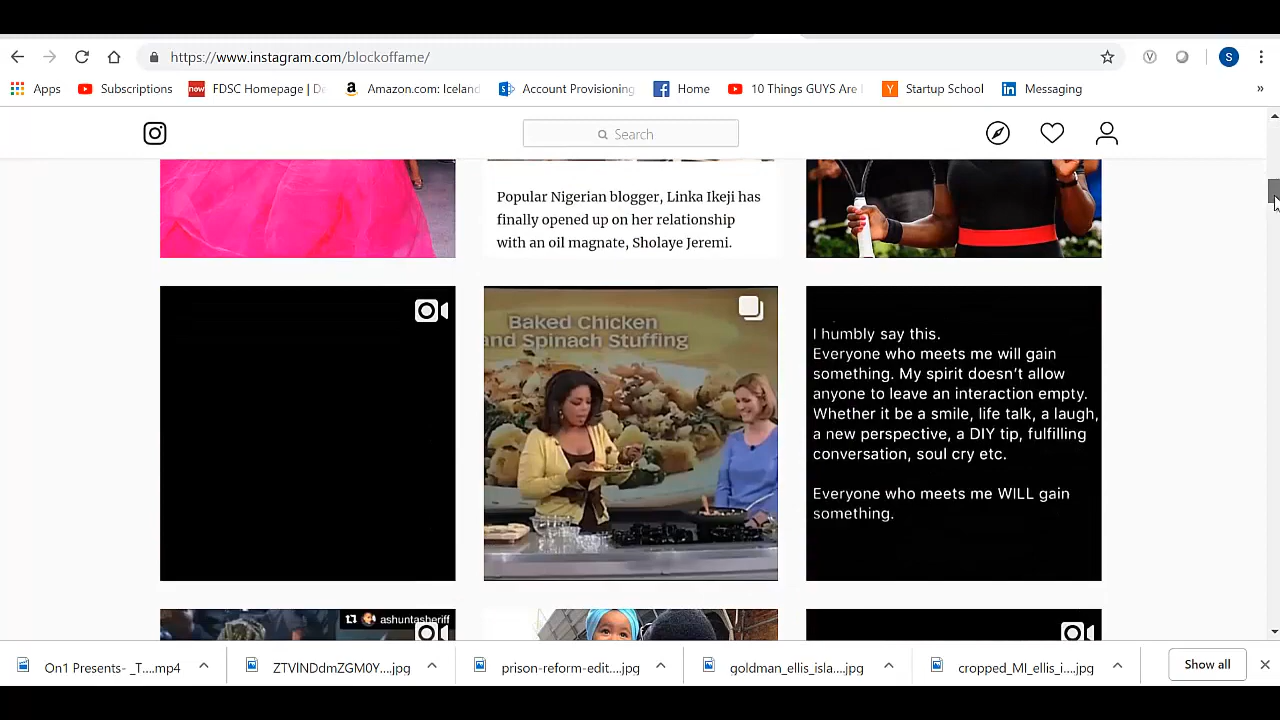 https://www.instagram.com/blockoffame/
S
Apps
Subscriptions
now
FDSC Homepage | De
Amazon.com: Iceland
Account Provisioning
Home
10 Things GUYS Are
Y
Startup School
in
Messaging
»
Search
Popular Nigerian blogger, Linka Ikeji has
finally opened up on her relationship
with an oil magnate, Sholaye Jeremi.
Baked Chicken
and Spinach Stuffing
I humbly say this.
Everyone who meets me will gain
something. My spirit doesn't allow
anyone to leave an interaction empty.
Whether it be a smile, life talk, a laugh,
a new perspective, a DIY tip, fulfilling
conversation, soul cry etc.
Everyone who meets me WILL gain
something.
ashuntasheriff
On1 Presents- _T....mp4
ZTVINDdmZGM0Y....jpg
prison-reform-edit....jpg
goldman_ellis_isla....jpg
cropped_MI_ellis_i....jpg
Show all